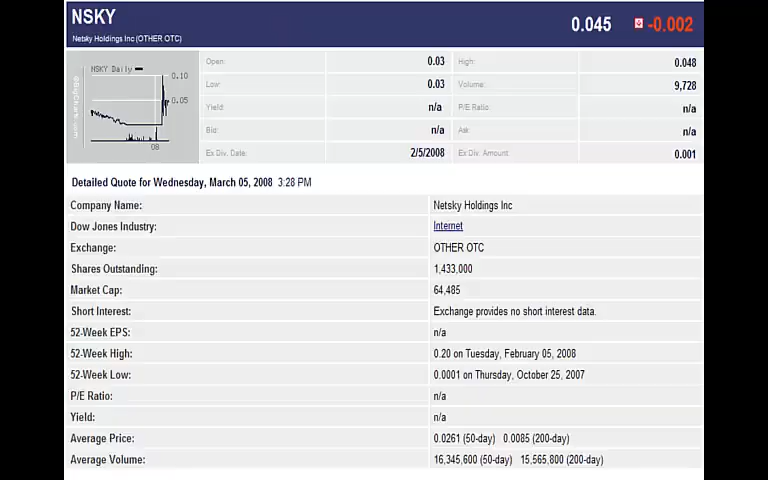 NSKY
0.045 -0.002
Netsky Holdings Inc (OTHER OTC)
NSKY Daily
0.10
0.05
08
©BigCharts.com
Open: 0.03 High: 0.048
Low: 0.03 Volume: 9,728
Yield: n/a P/E Ratio: n/a
Bid: n/a Ask: n/a
Ex Div. Date: 2/5/2008 Ex Div. Amount: 0.001
Detailed Quote for Wednesday, March 05, 2008 3:28 PM
Company Name: Netsky Holdings Inc
Dow Jones Industry: Internet
Exchange: OTHER OTC
Shares Outstanding: 1,433,000
Market Cap: 64,485
Short Interest: Exchange provides no short interest data.
52-Week EPS: n/a
52-Week High: 0.20 on Tuesday, February 05, 2008
52-Week Low: 0.0001 on Thursday, October 25, 2007
P/E Ratio: n/a
Yield: n/a
Average Price: 0.0261 (50-day) 0.0085 (200-day)
Average Volume: 16,345,600 (50-day) 15,565,800 (200-day)